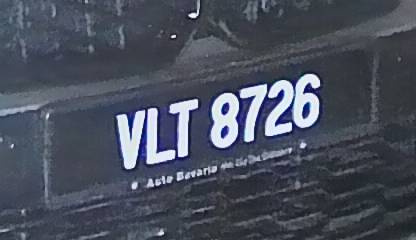 VLT 8726
Auto Bavaria